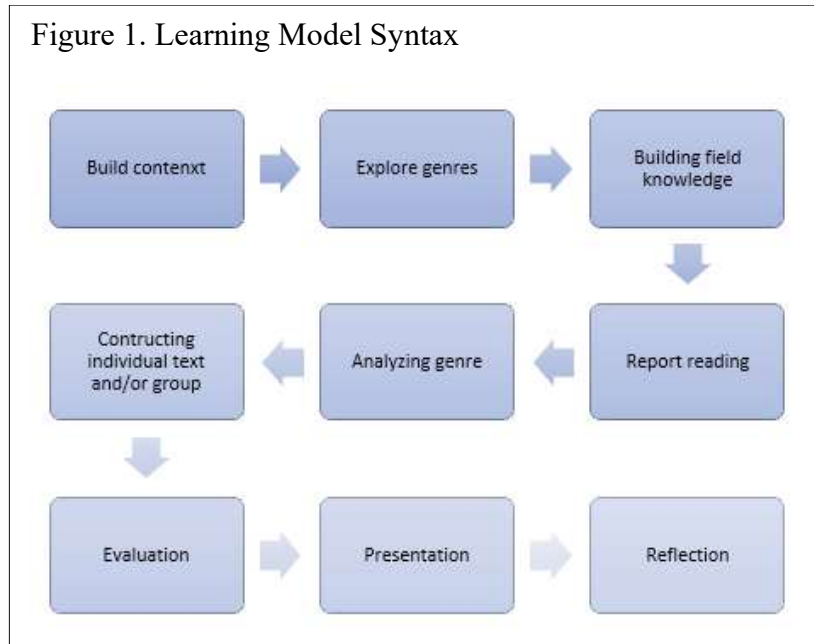 Figure 1. Learning Model Syntax
Build contenxt
Explore genres
Building field
knowledge
Report reading
Analyzing genre
Contructing
individual text
and/or group
Evaluation
Presentation
Reflection